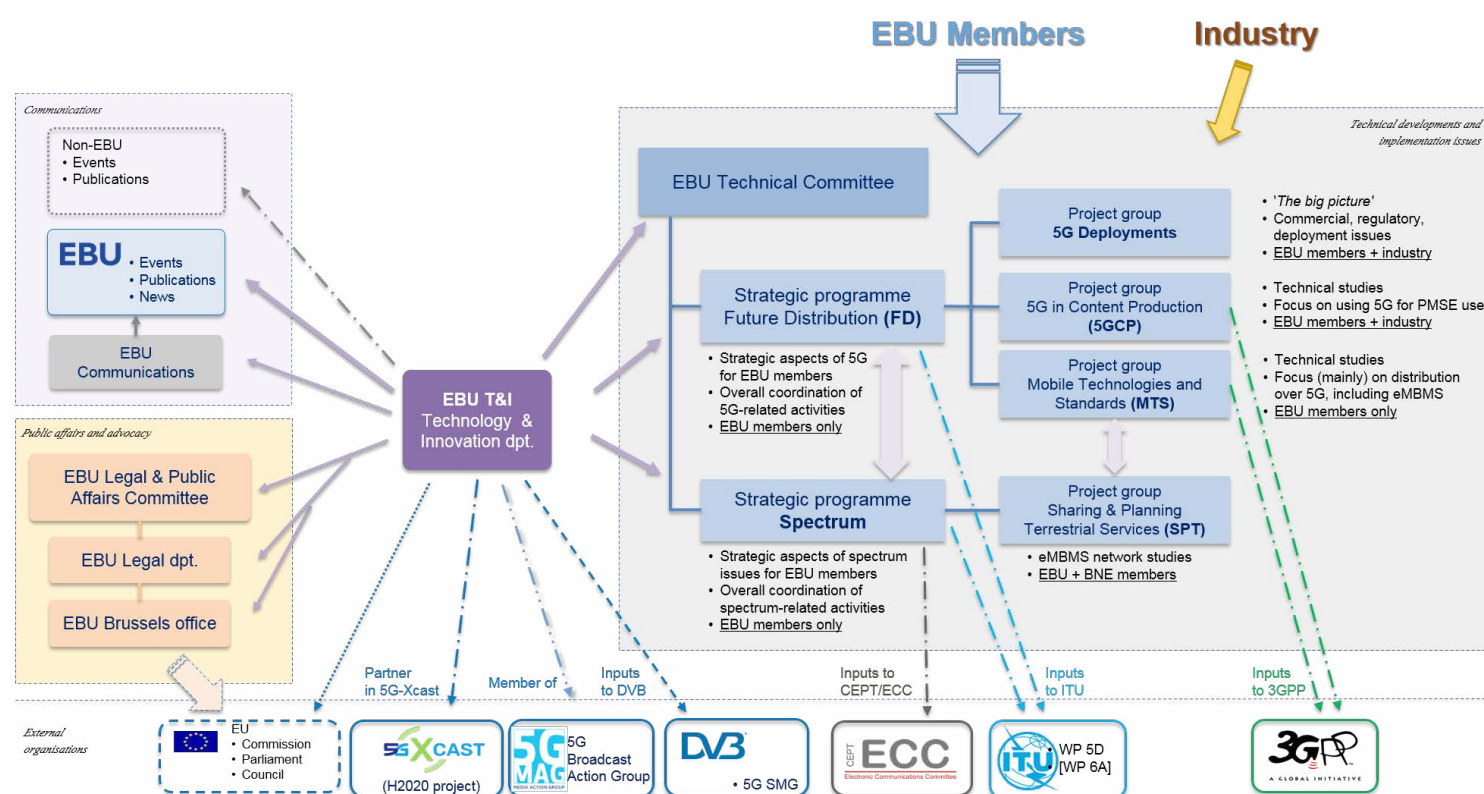 EBU Members
Industry
Communications
Non-EBU
• Events
• Publications
EBU
• Events
• Publications
• News
EBU
Communications
Public affairs and advocacy
EBU Legal & Public
Affairs Committee
EBU Legal dpt.
EBU Brussels office
EBU T&I
Technology &
Innovation dpt.
Technical developments and
implementation issues
EBU Technical Committee
Strategic programme
Future Distribution (FD)
• Strategic aspects of 5G
for EBU members
• Overall coordination of
5G-related activities
• EBU members only
Strategic programme
Spectrum
• Strategic aspects of spectrum
issues for EBU members
• Overall coordination of
spectrum-related activities
• EBU members only
Project group
5G Deployments
• 'The big picture'
• Commercial, regulatory,
deployment issues
• EBU members + industry
Project group
5G in Content Production
(5GCP)
• Technical studies
• Focus on using 5G for PMSE use
• EBU members + industry
Project group
Mobile Technologies and
Standards (MTS)
• Technical studies
• Focus (mainly) on distribution
over 5G, including eMBMS
• EBU members only
Project group
Sharing & Planning
Terrestrial Services (SPT)
• eMBMS network studies
• EBU + BNE members
Partner
in 5G-Xcast
Member of
Inputs
to DVB
Inputs to
CEPT/ECC
Inputs
to ITU
Inputs
to 3GPP
External
organisations
EU
• Commission
• Parliament
• Council
5G XCAST
(H2020 project)
5G
MAG
MEDIA ACTION GROUP
5G
Broadcast
Action Group
DVB
• 5G SMG
CEPT
ECC
Electronic Communications Committee
ITU
• WP 5D
• [WP 6A]
3GPP
A GLOBAL INITIATIVE